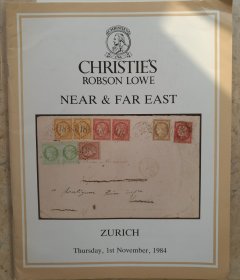 CHRISTIE'S
ROBSON LOWE
NEAR & FAR EAST
ZURICH
Thursday, 1st November, 1984